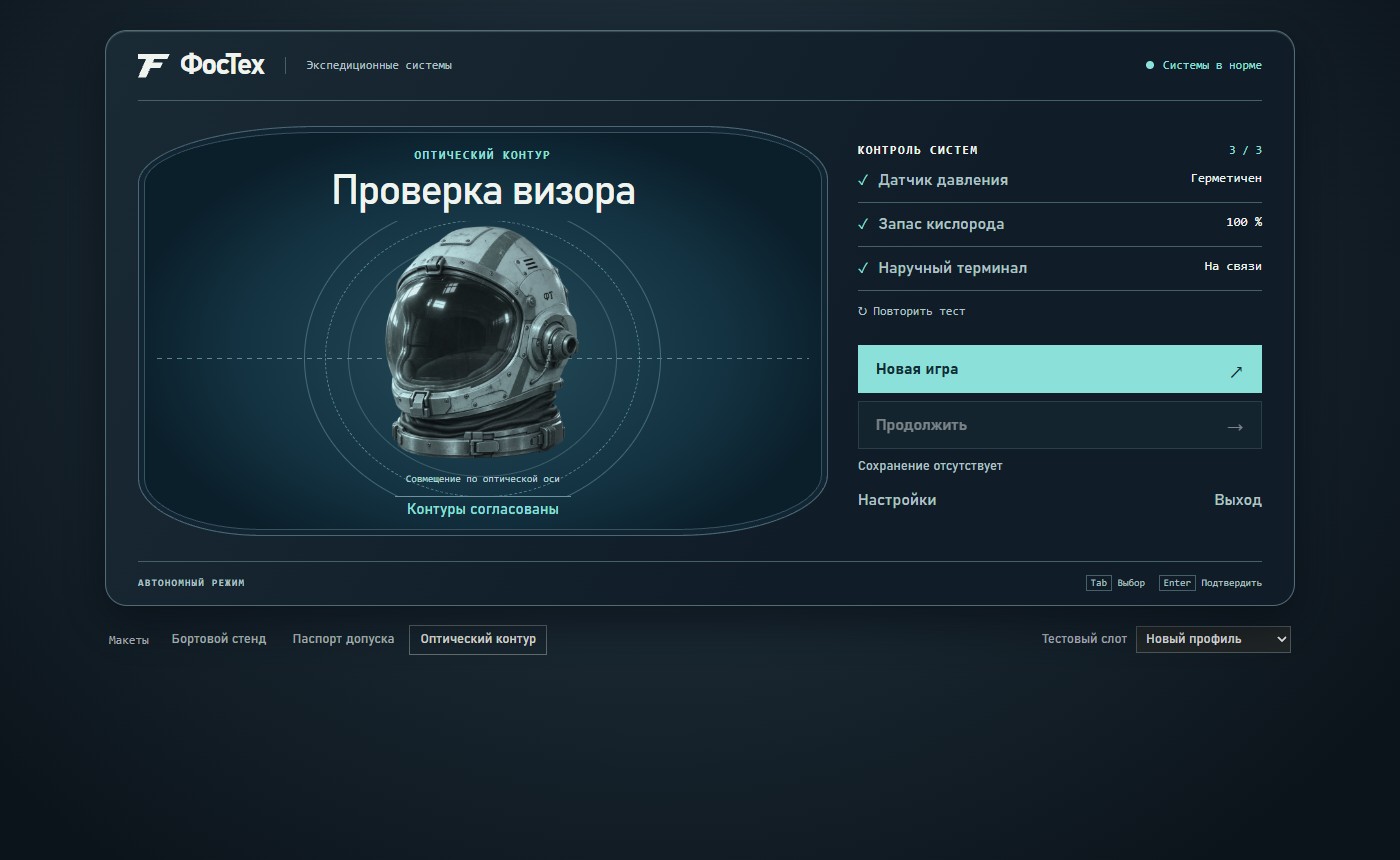 ФосТех
Экспедиционные системы
Системы в норме
ОПТИЧЕСКИЙ КОНТУР
Проверка визора
ФТ
Совмещение по оптической оси
Контуры согласованы
КОНТРОЛЬ СИСТЕМ
3 / 3
✓ Датчик давления
Герметичен
✓ Запас кислорода
100 %
✓ Наручный терминал
На связи
↻ Повторить тест
Новая игра ↗
Продолжить →
Сохранение отсутствует
Настройки
Выход
АВТОНОМНЫЙ РЕЖИМ
Tab Выбор Enter Подтвердить
Макеты Бортовой стенд Паспорт допуска Оптический контур
Тестовый слот Новый профиль